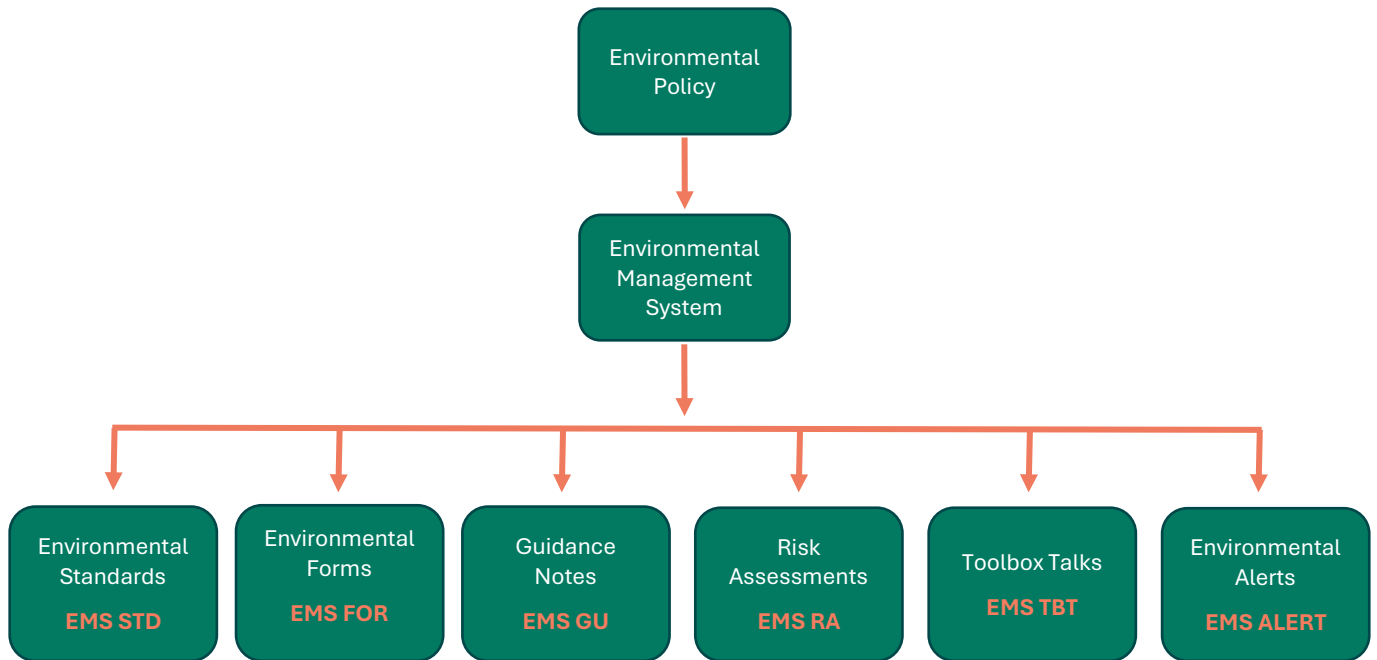 Environmental
Policy
Environmental
Management
System
Environmental
Standards
EMS STD
Environmental
Forms
EMS FOR
Guidance
Notes
EMS GU
Risk
Assessments
EMS RA
Toolbox Talks
EMS TBT
Environmental
Alerts
EMS ALERT